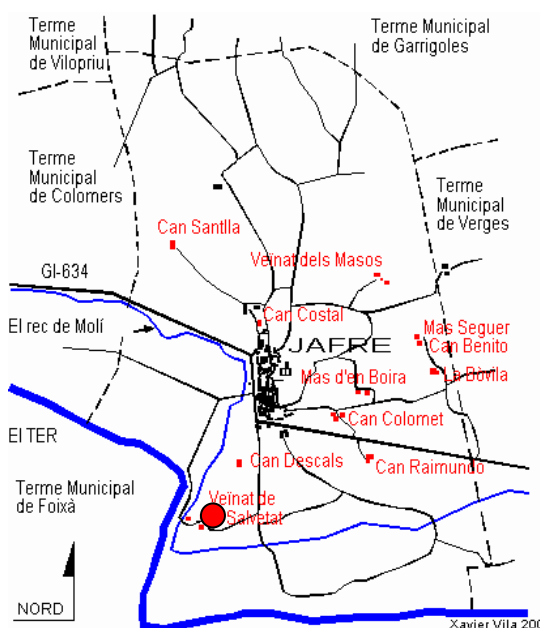 Terme
Municipal
de Vilopriu
Terme Municipal
de Garrigoles
Terme
Municipal
de Colomers
Terme
Municipal
de Verges
Can Santlla
Veïnat dels Masos
GI-634
El rec de Molí
Can Costal
Mas Seguer
Can Benito
JAFRE
Mas d'en Boira
La Bòvila
Can Colomet
El TER
Can Descals
Can Raimundo
Terme Municipal
de Foixà
Veïnat de
Salvetat
NORD
Xavier Vila